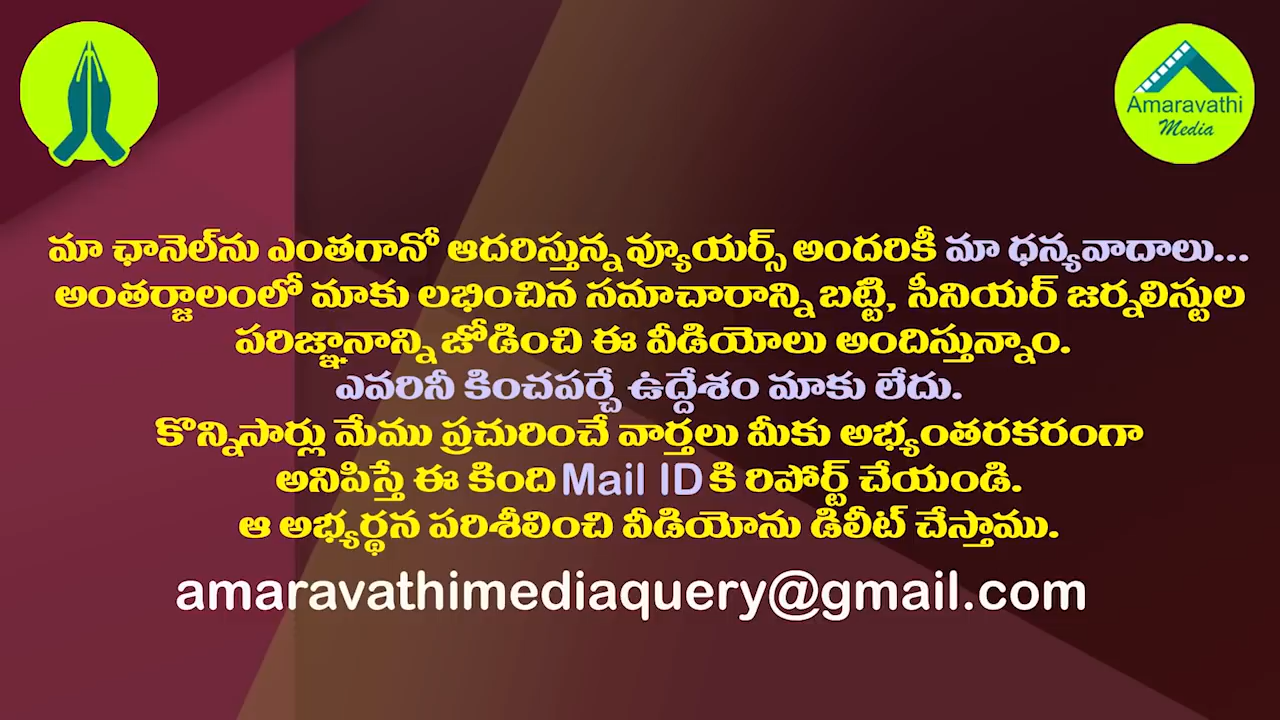 Amaravathi
Media
మా ఛానెల్‌ను ఎంతగానో ఆదరిస్తున్న వ్యూయర్స్ అందరికీ మా ధన్యవాదాలు...
అంతర్జాలంలో మాకు లభించిన సమాచారాన్ని బట్టి, సీనియర్ జర్నలిస్టుల
పరిజ్ఞానాన్ని జోడించి ఈ వీడియోలు అందిస్తున్నాం.
ఎవరినీ కించపర్చే ఉద్దేశం మాకు లేదు.
కొన్నిసార్లు మేము ప్రచురించే వార్తలు మీకు అభ్యంతరకరంగా
అనిపిస్తే ఈ కింది Mail ID కి రిపోర్ట్ చేయండి.
ఆ అభ్యర్థన పరిశీలించి వీడియోను డిలీట్ చేస్తాము.
amaravathimediaquery@gmail.com